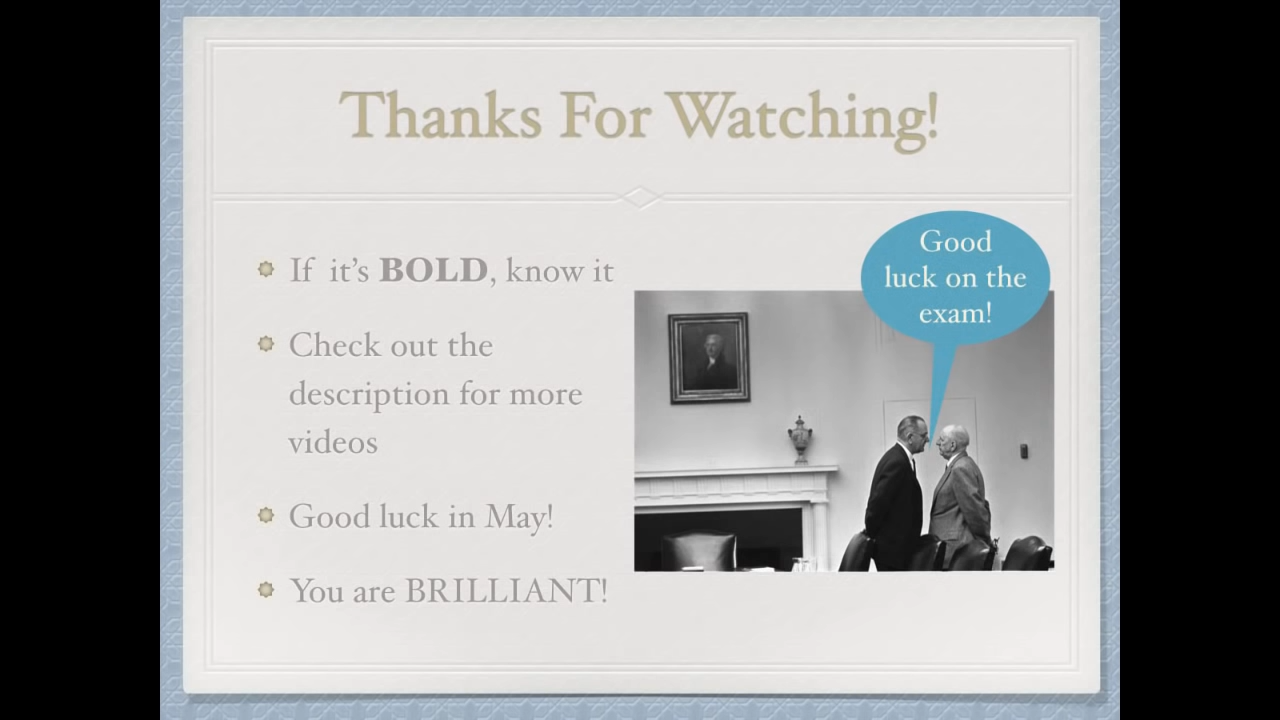 Thanks For Watching!
If it's BOLD, know it
Check out the
description for more
videos
Good luck in May!
You are BRILLIANT!
Good
luck on the
exam!